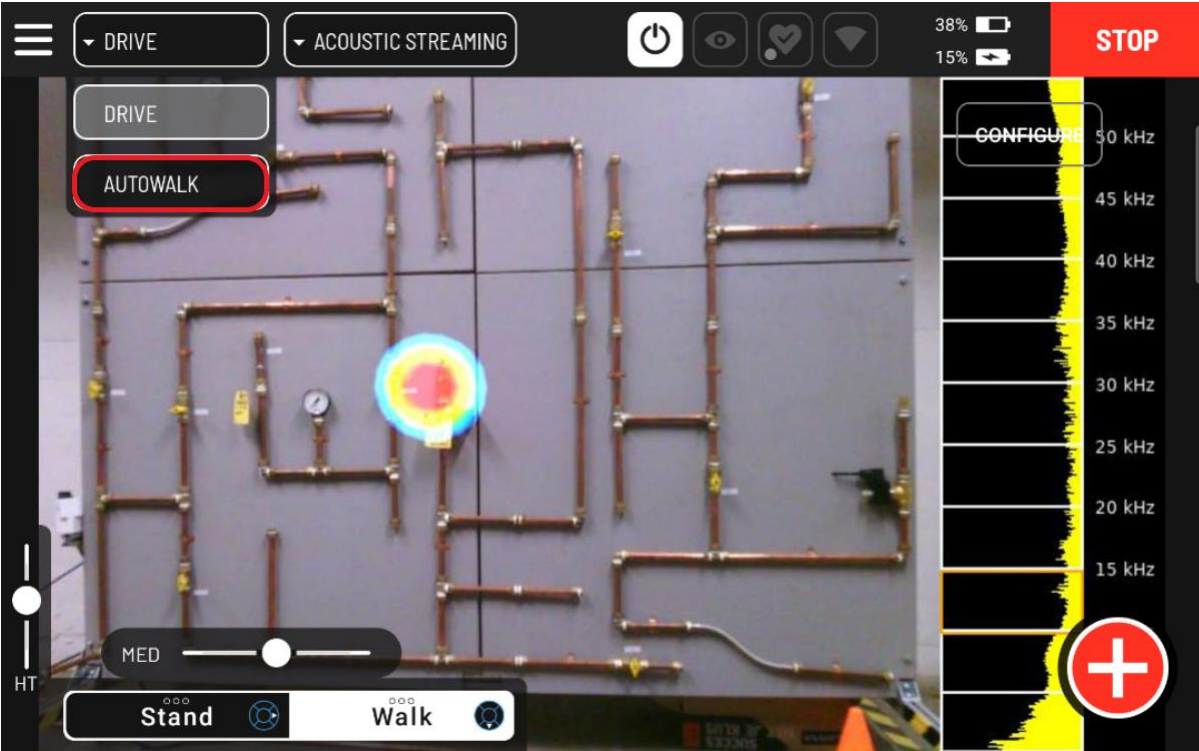 DRIVE
ACOUSTIC STREAMING
38%
15%
STOP
DRIVE
AUTOWALK
CONFIGURE
50 kHz
45 kHz
40 kHz
35 kHz
30 kHz
25 kHz
20 kHz
15 kHz
HT
MED
Stand
Walk